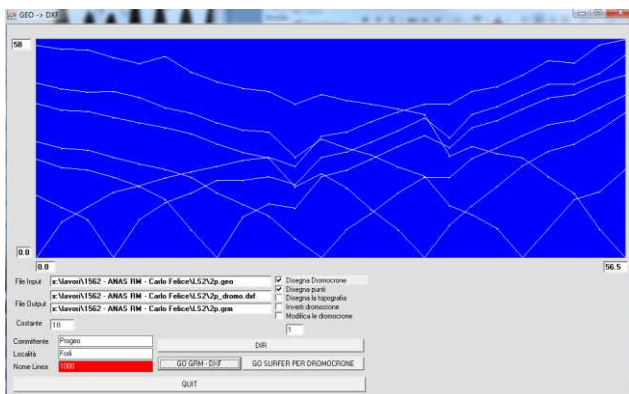 GEO -> DXF
58
0.0
0.0
56.5
File Input x:\lavori\1562 - ANAS RM - Carlo Felice\LS2\2p.geo
x:\lavori\1562 - ANAS RM - Carlo Felice\LS2\2p_dromo.dxf
File Output
x:\lavori\1562 - ANAS RM - Carlo Felice\LS2\2p.grm
Costante 10
Disegna Dromocrone
Disegna punti
Disegna la topografia
Inverti dromocrone
Modifica le dromocrone
1
Committente Progeo
Località Forlì
Nome Linea 1000
DIR
GO GRM - DXF
GO SURFER PER DROMOCRONE
QUIT